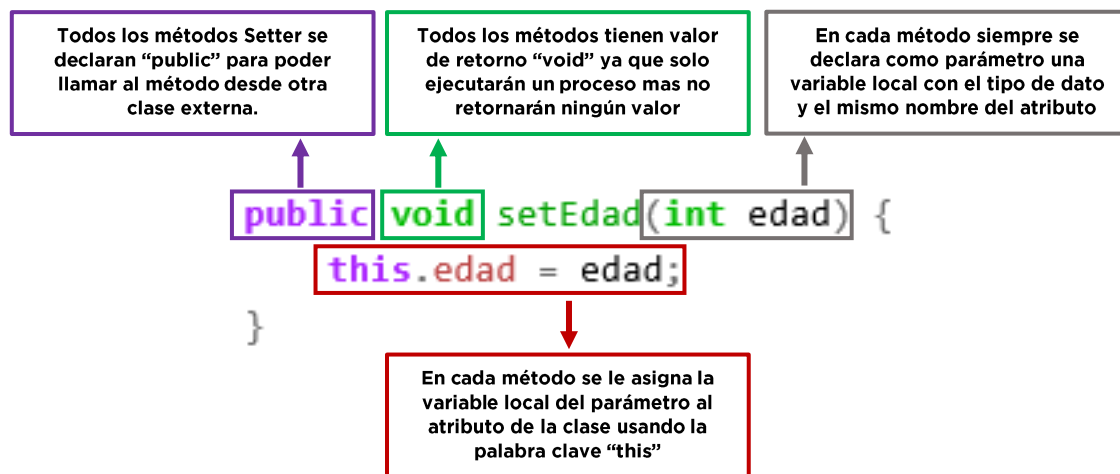 Todos los métodos Setter se
declaran “public” para poder
llamar al método desde otra
clase externa.
Todos los métodos tienen valor
de retorno “void” ya que solo
ejecutarán un proceso mas no
retornarán ningún valor
En cada método siempre se
declara como parámetro una
variable local con el tipo de dato
y el mismo nombre del atributo
public void setEdad(int edad) {
this.edad = edad;
}
En cada método se le asigna la
variable local del parámetro al
atributo de la clase usando la
palabra clave “this”